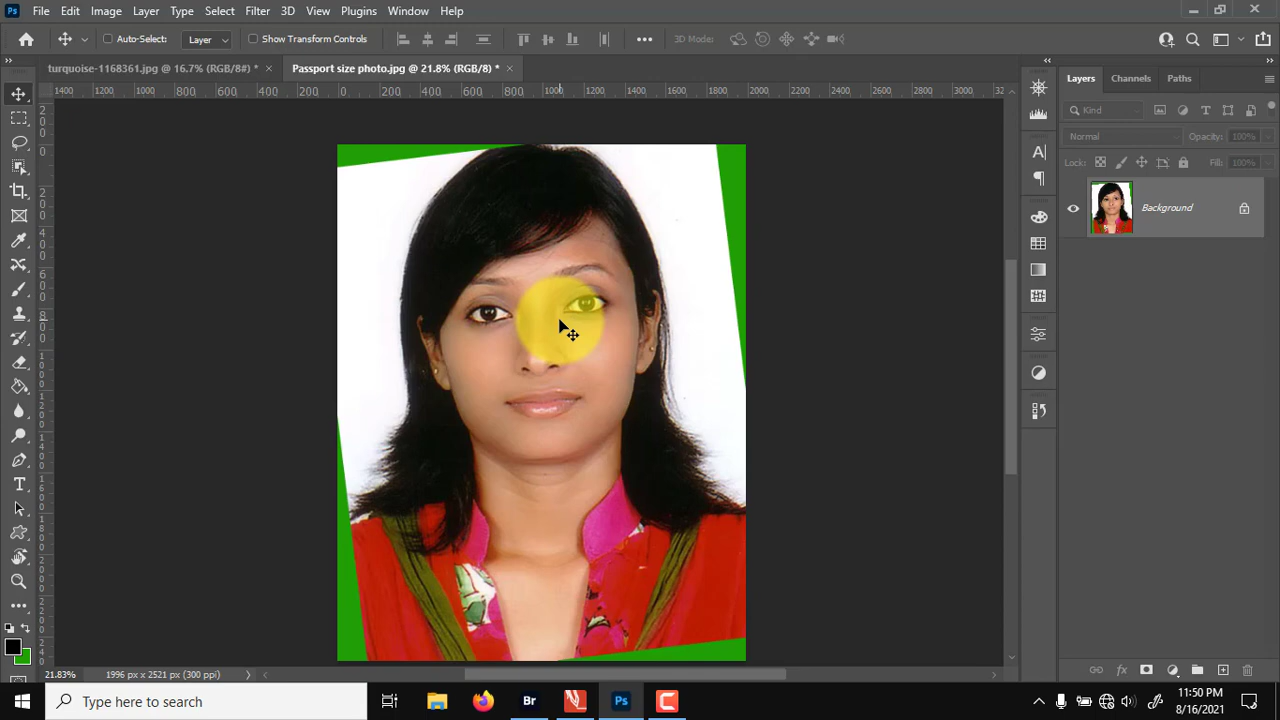 Ps File Edit Image Layer Type Select Filter 3D View Plugins Window Help
Auto-Select: Layer Show Transform Controls 3D Mode:
turquoise-1168361.jpg @ 16.7% (RGB/8#) * × Passport size photo.jpg @ 21.8% (RGB/8) * ×
1400 1200 1000 800 600 400 200 0 200 400 600 800 1000 1200 1400 1600 1800 2000 2200 2400 2600 2800 3000
Layers Channels Paths
Kind
Normal Opacity: 100%
Lock: Fill: 100%
Background
21.83% 1996 px x 2521 px (300 ppi)
Type here to search
Br Ps
1:50 PM
8/16/2021